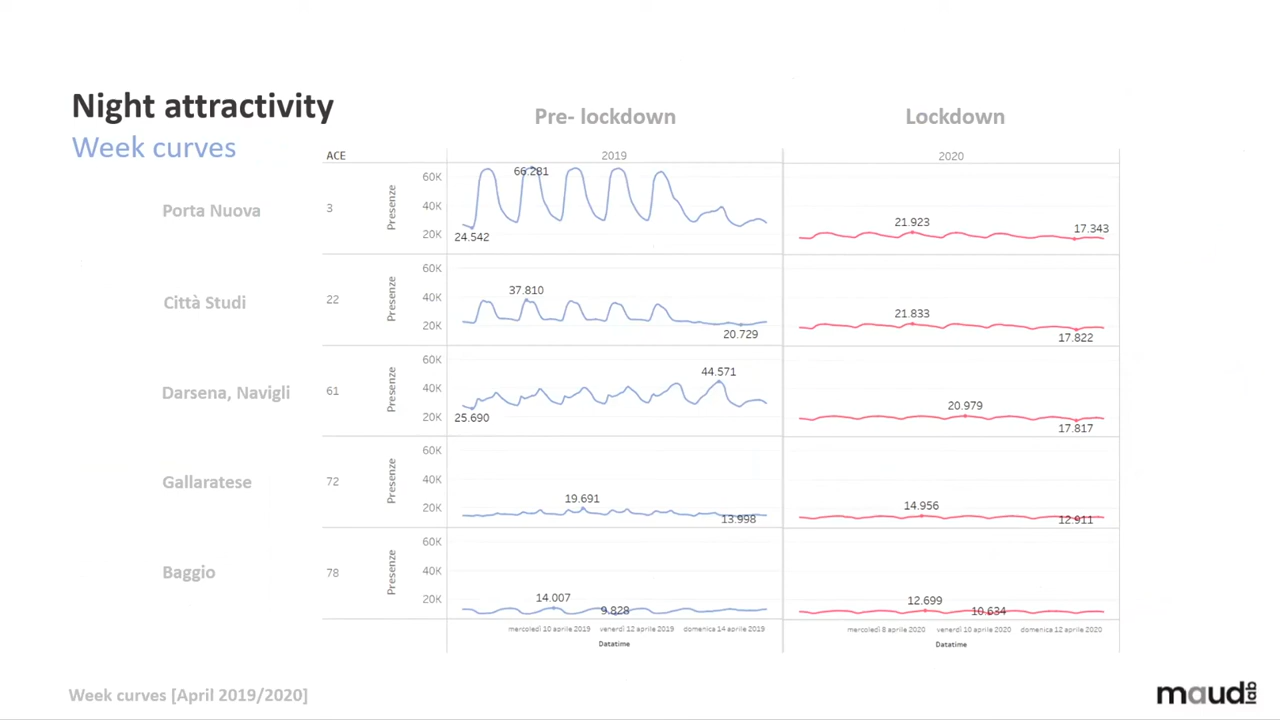 Night attractivity
Week curves
Pre- lockdown
Lockdown
ACE
2019
2020
Porta Nuova
3
Presenze
60K
40K
20K
66.281
24.542
21.923
17.343
Città Studi
22
Presenze
60K
40K
20K
37.810
20.729
21.833
17.822
Darsena, Navigli
61
Presenze
60K
40K
20K
44.571
25.690
20.979
17.817
Gallaratese
72
Presenze
60K
40K
20K
19.691
13.998
14.956
12.911
Baggio
78
Presenze
60K
40K
20K
14.007
9.828
12.699
10.634
mercoledì 10 aprile 2019 venerdì 12 aprile 2019 domenica 14 aprile 2019
mercoledì 8 aprile 2020 venerdì 10 aprile 2020 domenica 12 aprile 2020
Datatime
Datatime
Week curves [April 2019/2020]
maud lab